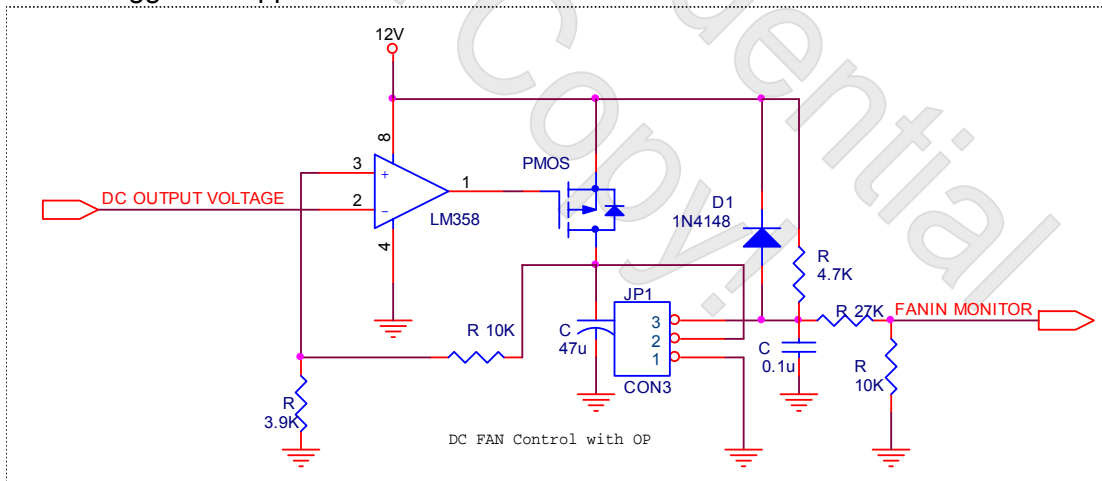 12V
8
PMOS
3
+
1
D1
1N4148
DC OUTPUT VOLTAGE
2
−
LM358
4
R
4.7K
JP1
R 10K
C
47u
3
2
1
CON3
R 27K
FANIN MONITOR
C
0.1u
R
10K
R
3.9K
DC FAN Control with OP
Copy!